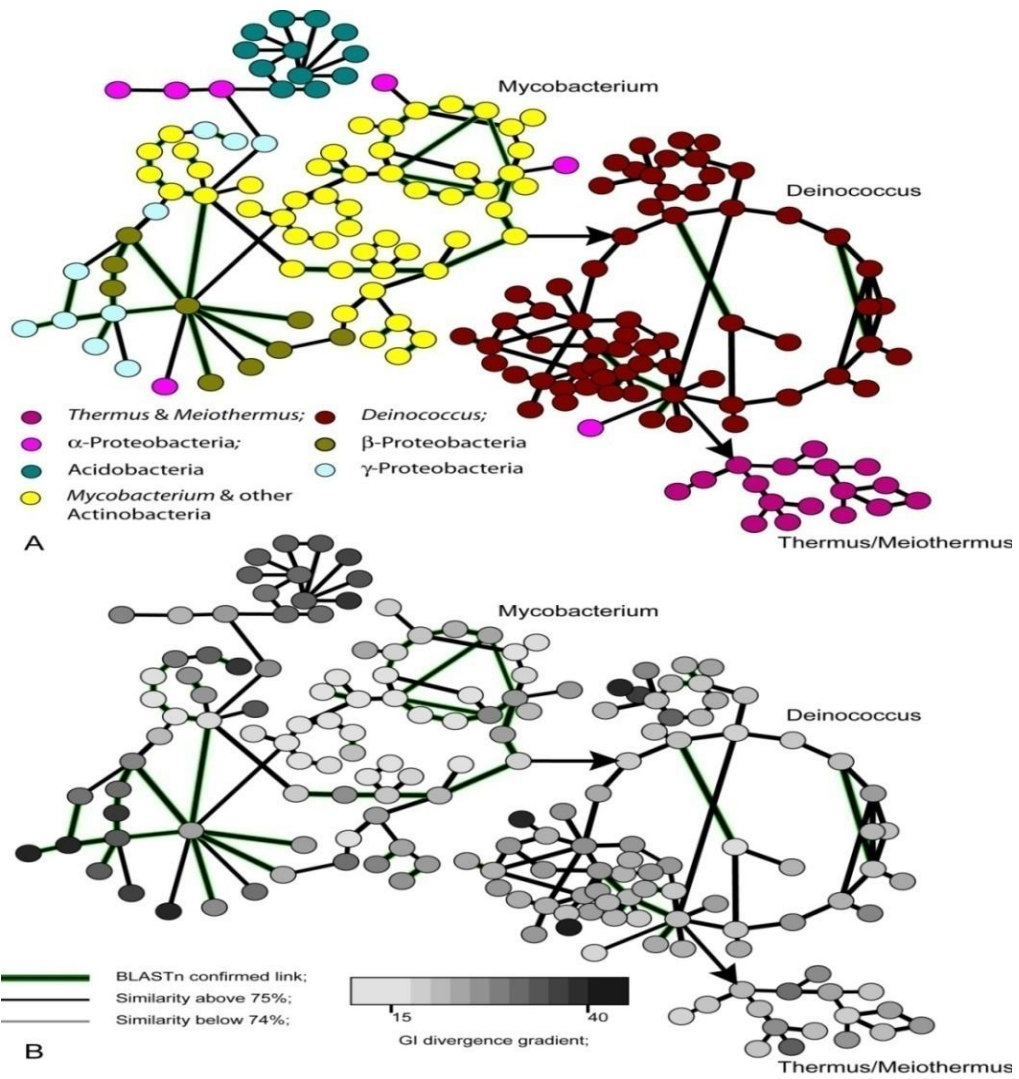 Mycobacterium
Deinococcus
Thermus & Meiothermus;
Deinococcus;
α-Proteobacteria;
β-Proteobacteria
Acidobacteria
γ-Proteobacteria
Mycobacterium & other
Actinobacteria
A
Thermus/Meiothermus
Mycobacterium
Deinococcus
BLASTn confirmed link;
Similarity above 75%;
Similarity below 74%;
15
40
GI divergence gradient;
B
Thermus/Meiothermus